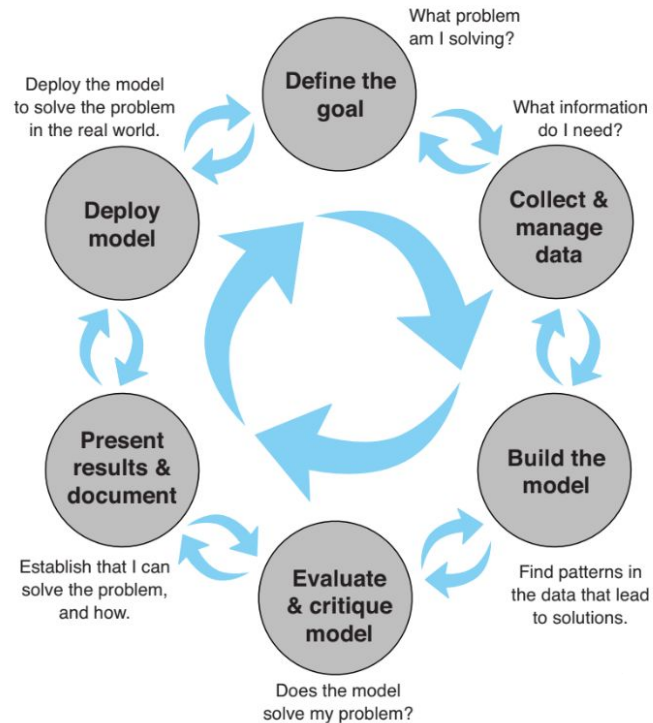 What problem
am I solving?
Define the
goal
What information
do I need?
Collect &
manage
data
Build the
model
Find patterns in
the data that lead
to solutions.
Evaluate
& critique
model
Does the model
solve my problem?
Present
results &
document
Establish that I can
solve the problem,
and how.
Deploy
model
Deploy the model
to solve the problem
in the real world.